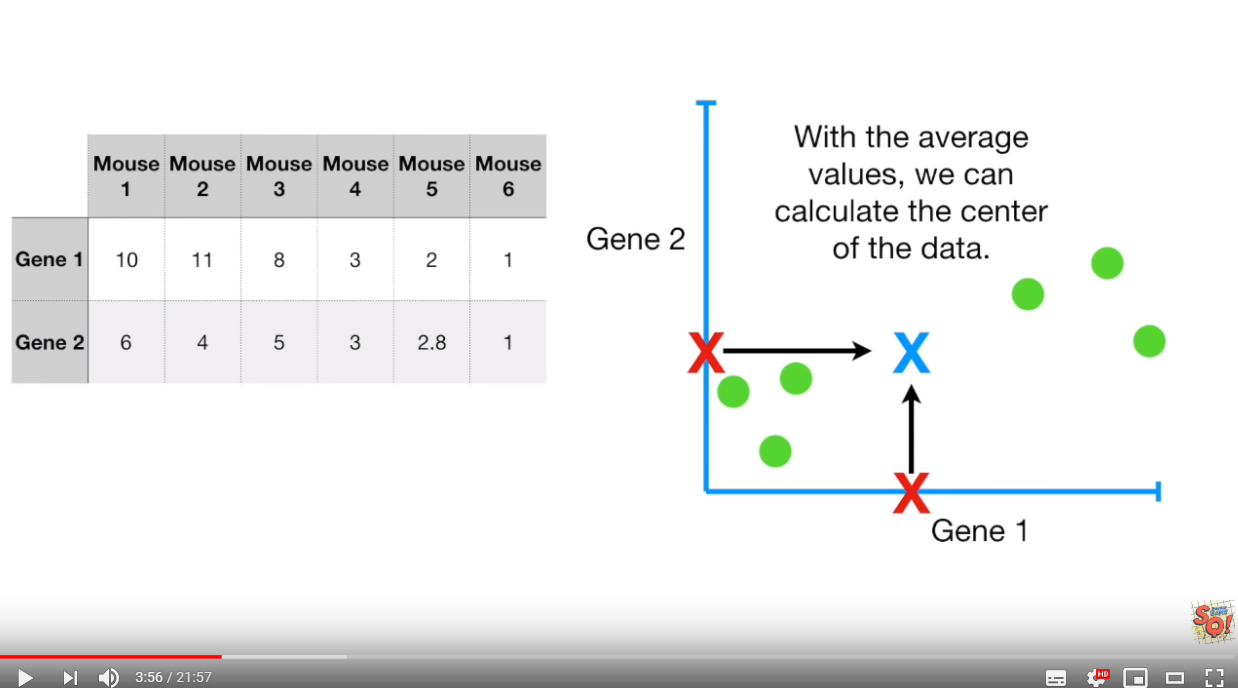 Mouse 1 Mouse 2 Mouse 3 Mouse 4 Mouse 5 Mouse 6
Gene 1 10 11 8 3 2 1
Gene 2 6 4 5 3 2.8 1
With the average
values, we can
calculate the center
of the data.
Gene 2
X X
X
Gene 1
SQ!
3:56 / 21:57
HD